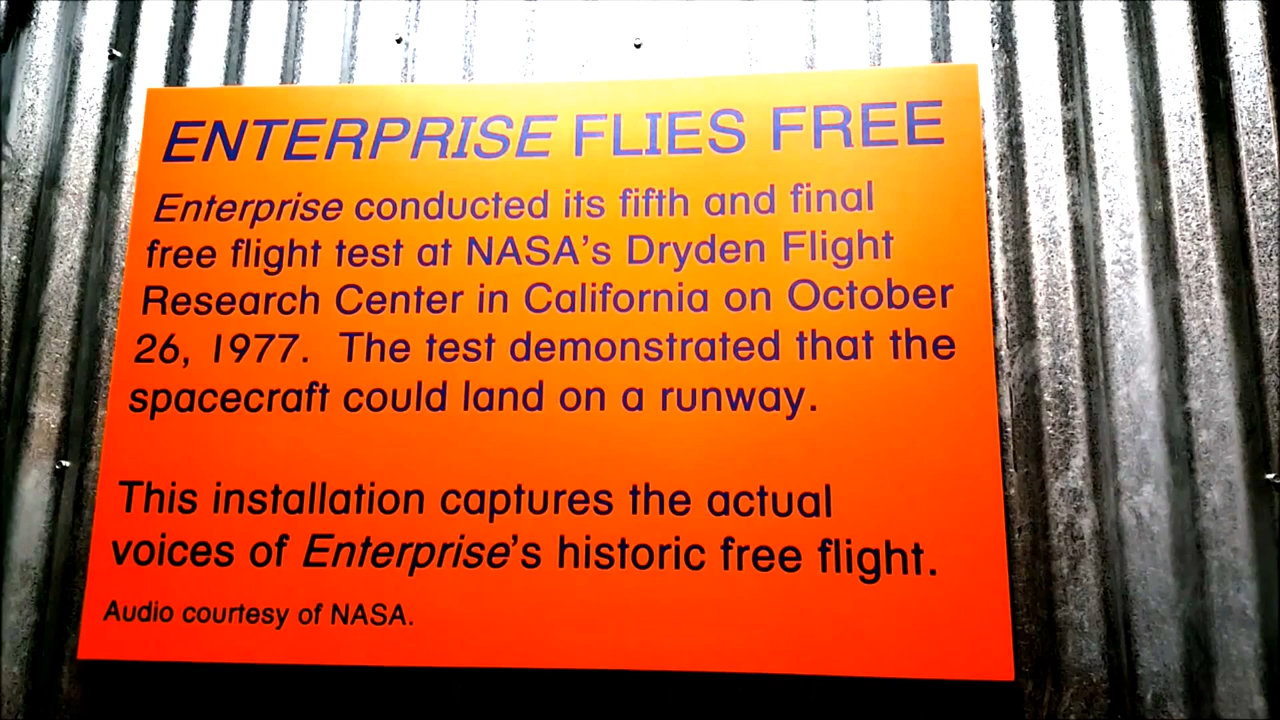 ENTERPRISE FLIES FREE
Enterprise conducted its fifth and final
free flight test at NASA's Dryden Flight
Research Center in California on October
26, 1977. The test demonstrated that the
spacecraft could land on a runway.
This installation captures the actual
voices of Enterprise's historic free flight.
Audio courtesy of NASA.